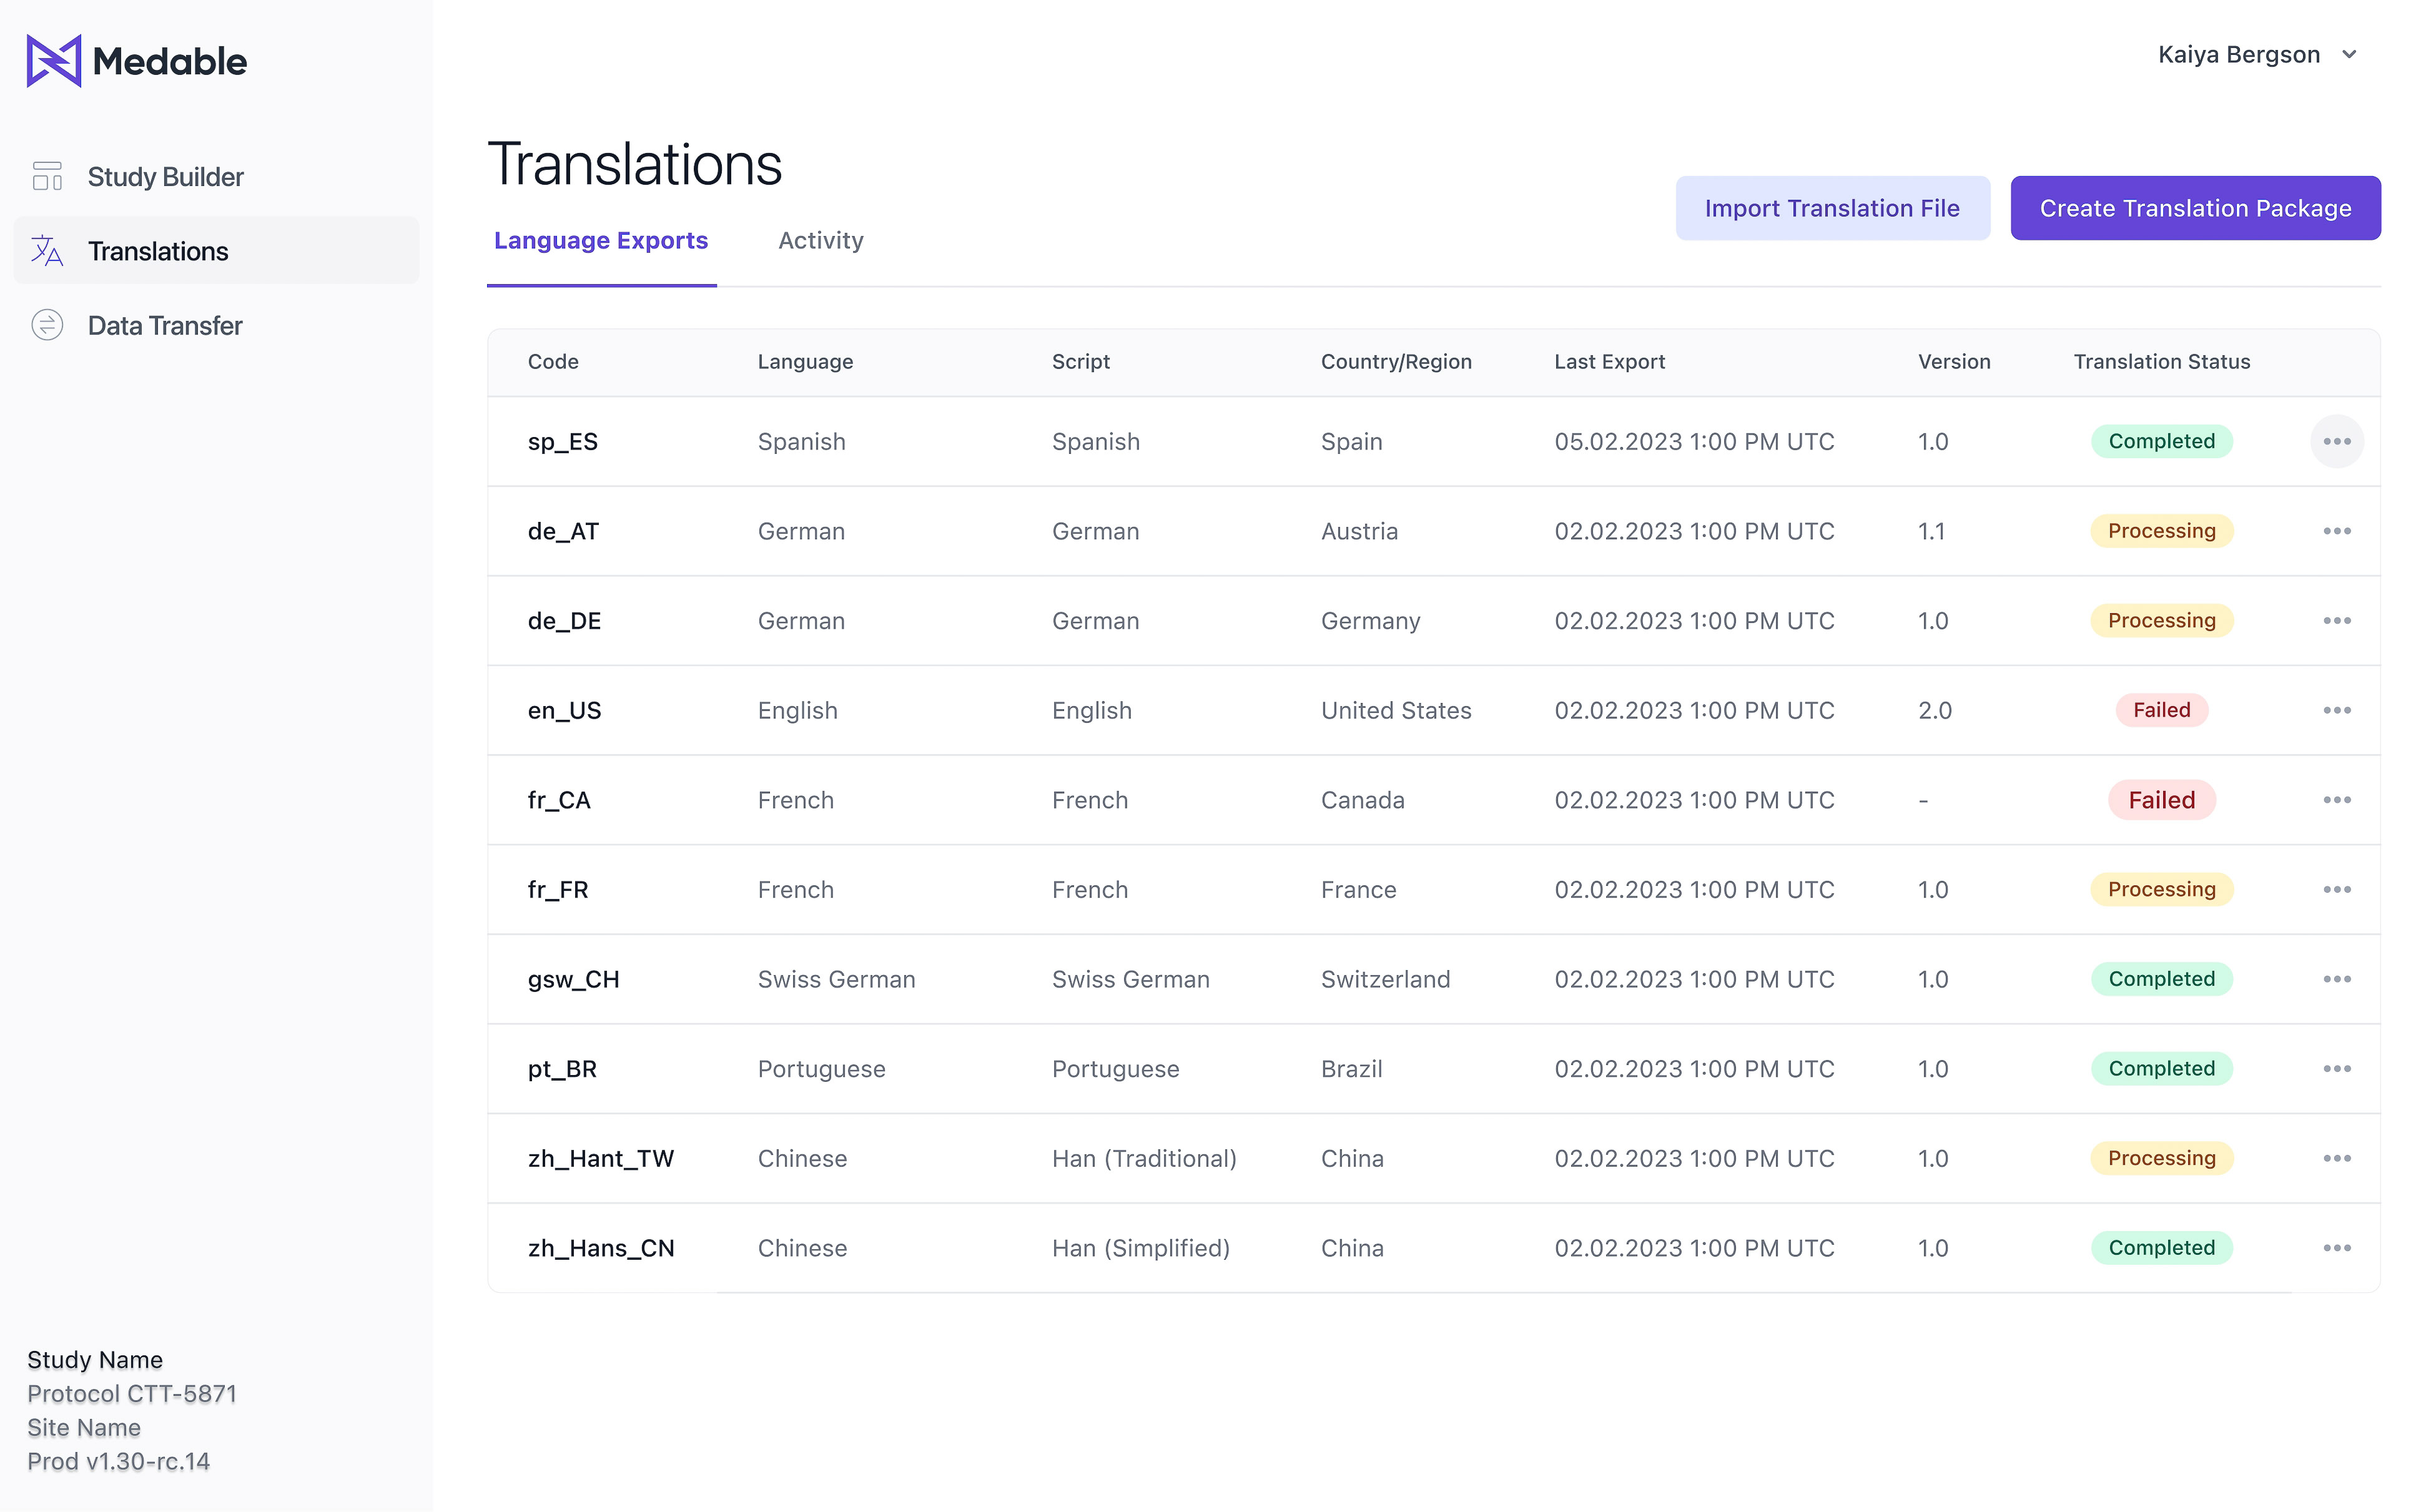 Medable
Kaiya Bergson
Study Builder
Translations
Data Transfer
Translations
Import Translation File
Create Translation Package
Language Exports Activity
Code Language Script Country/Region Last Export Version Translation Status
sp_ES Spanish Spanish Spain 05.02.2023 1:00 PM UTC 1.0 Completed
de_AT German German Austria 02.02.2023 1:00 PM UTC 1.1 Processing
de_DE German German Germany 02.02.2023 1:00 PM UTC 1.0 Processing
en_US English English United States 02.02.2023 1:00 PM UTC 2.0 Failed
fr_CA French French Canada 02.02.2023 1:00 PM UTC - Failed
fr_FR French French France 02.02.2023 1:00 PM UTC 1.0 Processing
gsw_CH Swiss German Swiss German Switzerland 02.02.2023 1:00 PM UTC 1.0 Completed
pt_BR Portuguese Portuguese Brazil 02.02.2023 1:00 PM UTC 1.0 Completed
zh_Hant_TW Chinese Han (Traditional) China 02.02.2023 1:00 PM UTC 1.0 Processing
zh_Hans_CN Chinese Han (Simplified) China 02.02.2023 1:00 PM UTC 1.0 Completed
Study Name
Protocol CTT-5871
Site Name
Prod v1.30-rc.14